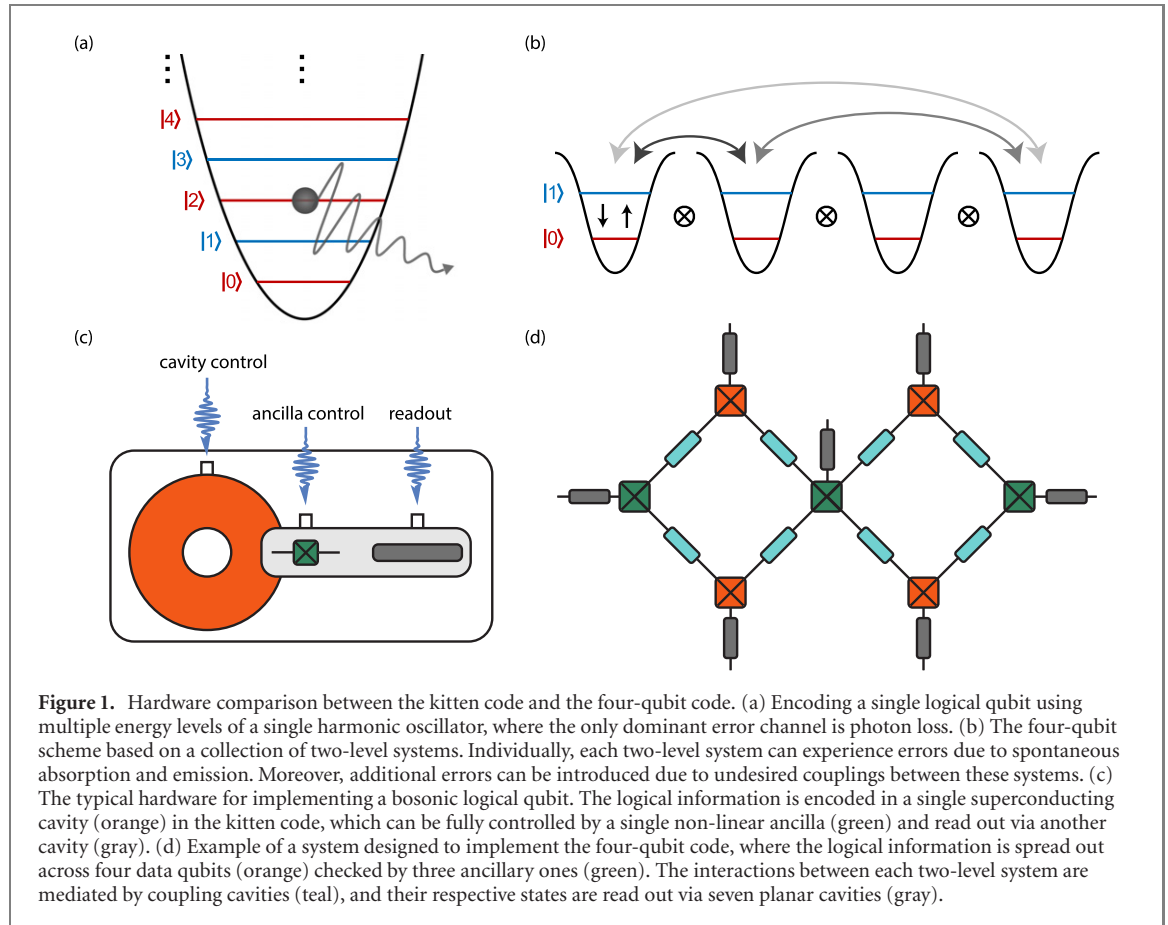 (a)
(b)
|4⟩
|3⟩
|2⟩
|1⟩
|0⟩
|1⟩
|0⟩
(c)
(d)
cavity control
ancilla control
readout
Figure 1. Hardware comparison between the kitten code and the four-qubit code. (a) Encoding a single logical qubit using
multiple energy levels of a single harmonic oscillator, where the only dominant error channel is photon loss. (b) The four-qubit
scheme based on a collection of two-level systems. Individually, each two-level system can experience errors due to spontaneous
absorption and emission. Moreover, additional errors can be introduced due to undesired couplings between these systems. (c)
The typical hardware for implementing a bosonic logical qubit. The logical information is encoded in a single superconducting
cavity (orange) in the kitten code, which can be fully controlled by a single non-linear ancilla (green) and read out via another
cavity (gray). (d) Example of a system designed to implement the four-qubit code, where the logical information is spread out
across four data qubits (orange) checked by three ancillary ones (green). The interactions between each two-level system are
mediated by coupling cavities (teal), and their respective states are read out via seven planar cavities (gray).